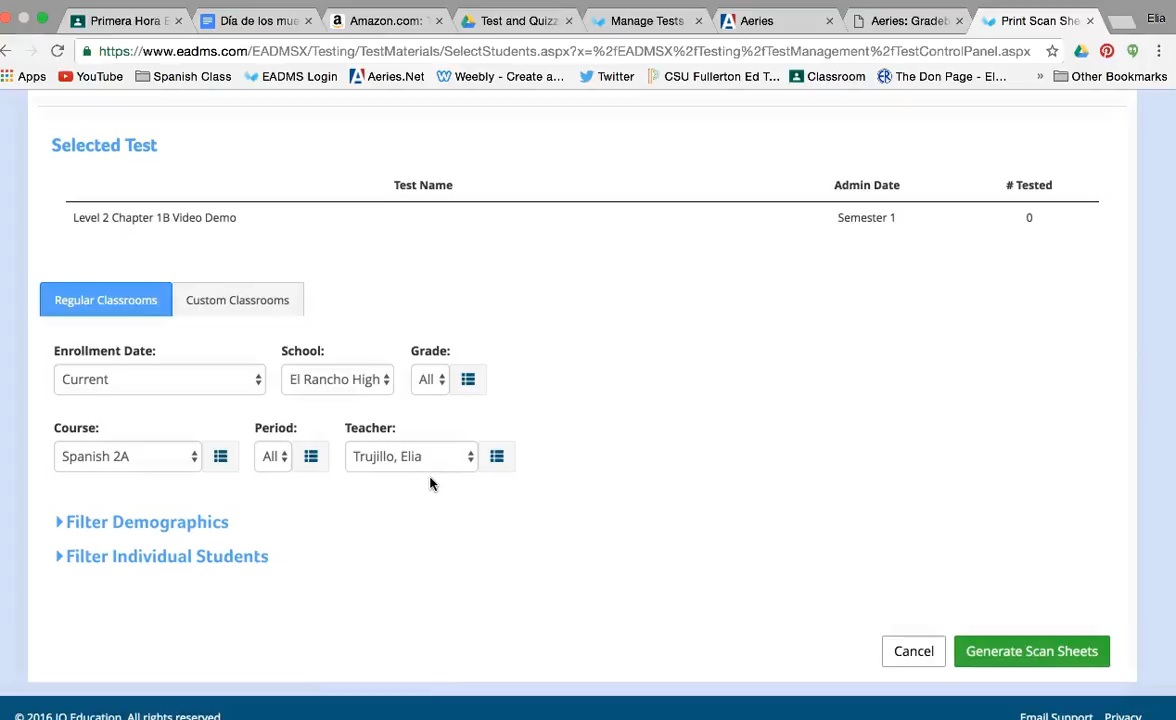 Primera Hora E
Día de los mue
Amazon.com: T
Test and Quizz
Manage Tests
Aeries
Aeries: Gradeb
Print Scan She
Elia
https://www.eadms.com/EADMSX/Testing/TestMaterials/SelectStudents.aspx?x=%2fEADMSX%2fTesting%2fTestManagement%2fTestControlPanel.aspx
Apps YouTube Spanish Class EADMS Login Aeries.Net Weebly - Create a... Twitter CSU Fullerton Ed T... Classroom The Don Page - El... » Other Bookmarks
Selected Test
Test Name Admin Date # Tested
Level 2 Chapter 1B Video Demo Semester 1 0
Regular Classrooms Custom Classrooms
Enrollment Date: School: Grade:
Current El Rancho High All
Course: Period: Teacher:
Spanish 2A All Trujillo, Elia
Filter Demographics
Filter Individual Students
Cancel Generate Scan Sheets
© 2016 IO Education. All rights reserved. Email Support Privacy